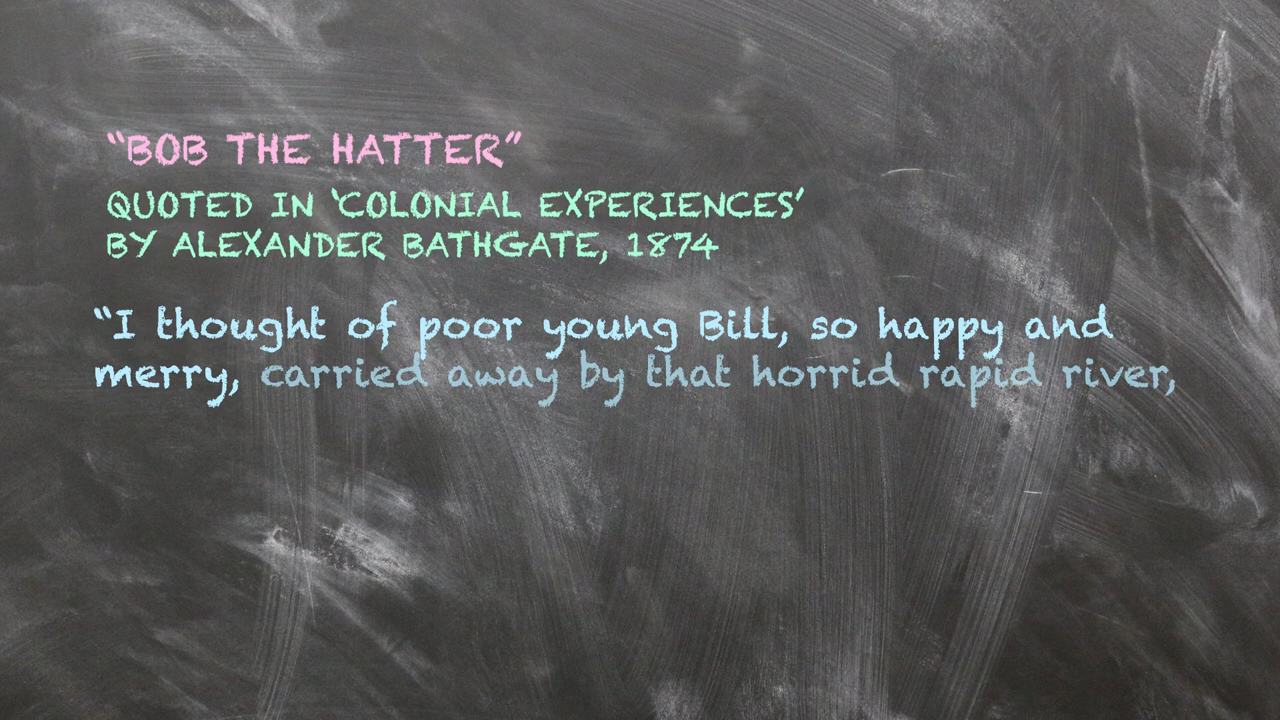 “BOB THE HATTER”
QUOTED IN ‘COLONIAL EXPERIENCES’
BY ALEXANDER BATHGATE, 1874
“I thought of poor young Bill, so happy and
merry, carried away by that horrid rapid river,